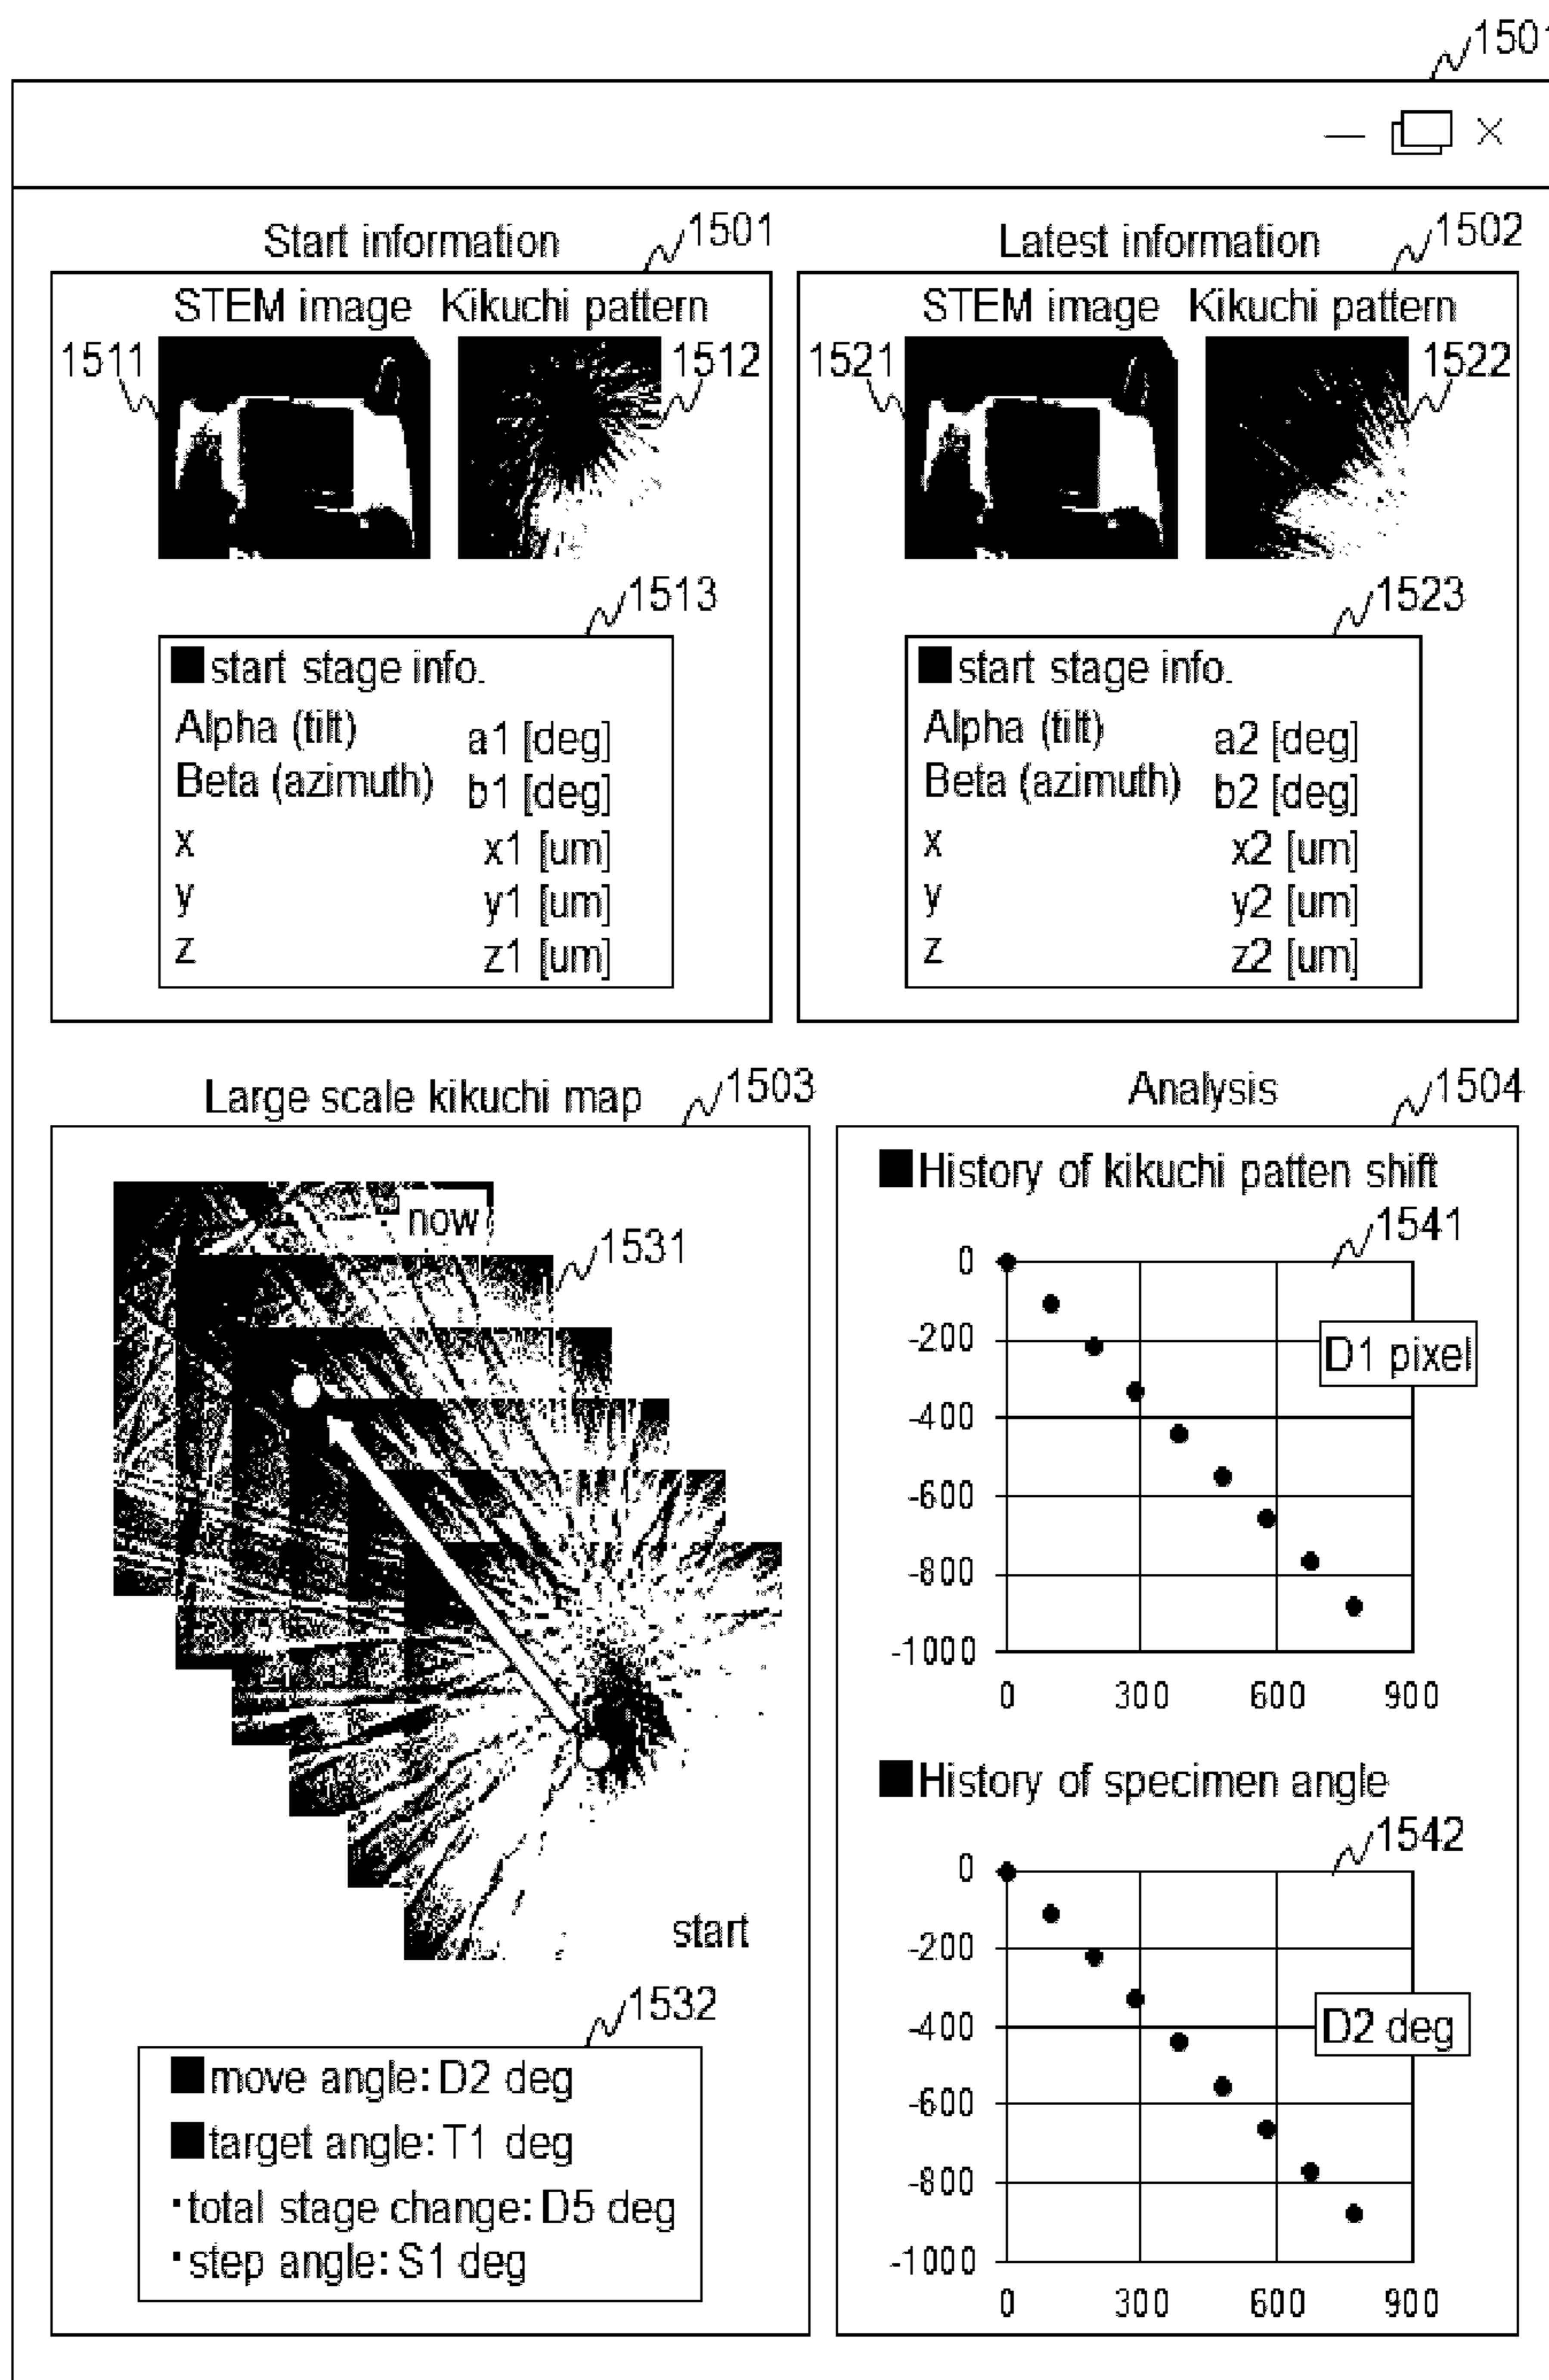 1501
Start information 1501
STEM image Kikuchi pattern
1511
1512
1513
■start stage info.
Alpha (tilt) a1 [deg]
Beta (azimuth) b1 [deg]
x x1 [um]
y y1 [um]
z z1 [um]
Latest information 1502
STEM image Kikuchi pattern
1521
1522
1523
■start stage info.
Alpha (tilt) a2 [deg]
Beta (azimuth) b2 [deg]
x x2 [um]
y y2 [um]
z z2 [um]
Large scale kikuchi map 1503
now
1531
start
1532
■move angle: D2 deg
■target angle: T1 deg
・total stage change: D5 deg
・step angle: S1 deg
Analysis 1504
■History of kikuchi patten shift
1541
0
-200
D1 pixel
-400
-600
-800
-1000
0 300 600 900
■History of specimen angle
1542
0
-200
D2 deg
-400
-600
-800
-1000
0 300 600 900